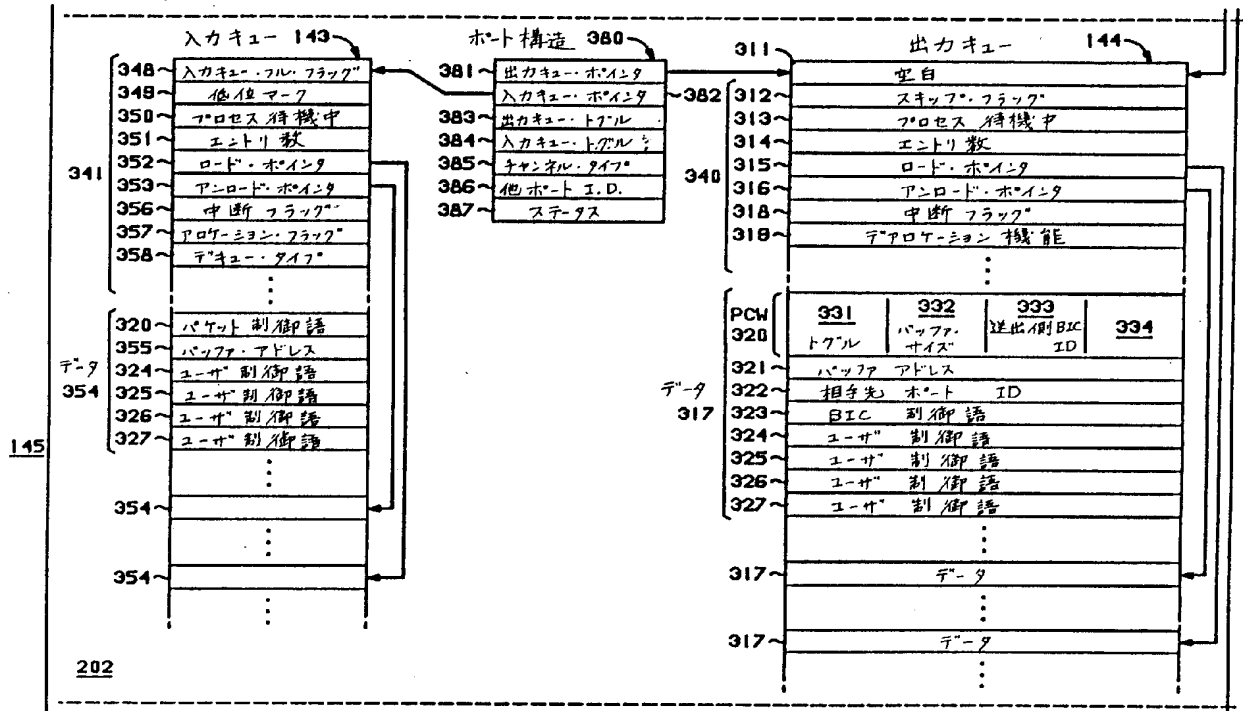 入力キュー 143
348 入力キュー・フル・フラッグ
349 低位マーク
350 プロセス待機中
351 エントリ数
352 ロード・ポインタ
353 アンロード・ポインタ
356 中断フラッグ
357 アロケーション・フラッグ
358 デキュー・タイプ
341
320 パケット制御語
355 バッファ・アドレス
324 ユーザ制御語
325 ユーザ制御語
326 ユーザ制御語
327 ユーザ制御語
データ
354
354
354
145
202
ポート構造 380
381 出力キュー・ポインタ
入力キュー・ポインタ 382
383 出力キュー・トグル
384 入力キュー・トグル
385 チャンネル・タイプ
386 他ポート I.D.
387 ステータス
出力キュー 144
311 空白
312 スキップ・フラッグ
313 プロセス待機中
314 エントリ数
315 ロード・ポインタ
316 アンロード・ポインタ
318 中断フラッグ
319 デアロケーション機能
340
PCW
320
331
トグル
332
バッファ・
サイズ
333
送出側BIC
ID
334
321 バッファ アドレス
322 相手先 ポート ID
323 BIC 制御語
324 ユーザ 制御語
325 ユーザ 制御語
326 ユーザ 制御語
327 ユーザ 制御語
データ
317
317 データ
317 データ